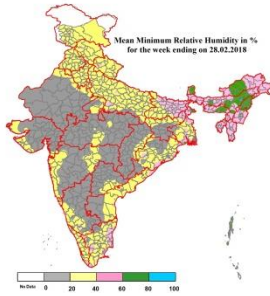 Mean Minimum Relative Humidity in %
for the week ending on 28.02.2018
No Data 0 20 40 60 80 100